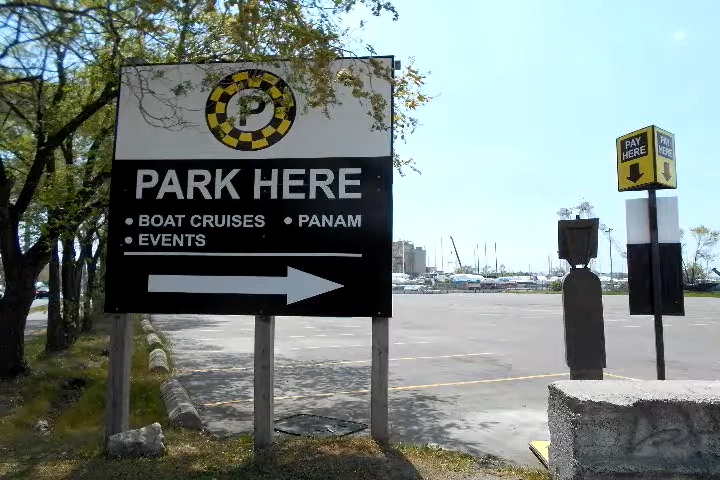 P
PARK HERE
• BOAT CRUISES • PANAM
• EVENTS
PAY HERE
PAY HERE